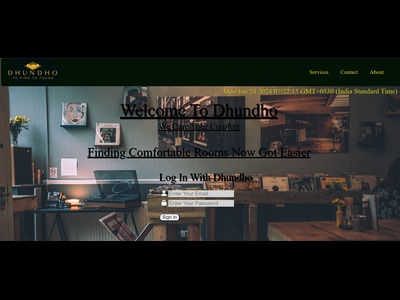 DHUNDHO
TO FIND TO FOUND
Services Contact About
Mon Jun 24 2024 07:22:15 GMT+0530 (India Standard Time)
Welcome To Dhundho
We Care Your Comfort
Finding Comfortable Rooms Now Got Easier
Log In With Dhundho
Enter Your Email
Enter Your Password
Sign In